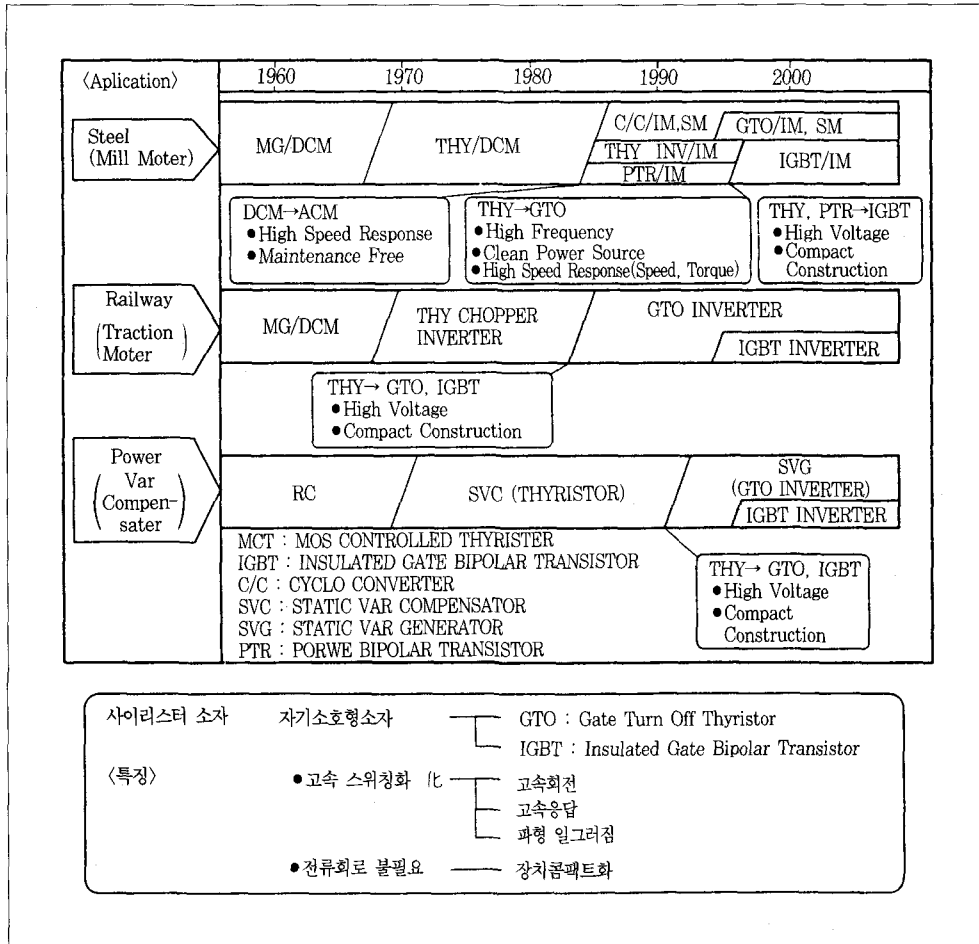 〈Aplication〉
1960 1970 1980 1990 2000
Steel
(Mill Moter)
MG/DCM
THY/DCM
C/C/IM,SM
GTO/IM, SM
THY INV/IM
PTR/IM
IGBT/IM
DCM→ACM
●High Speed Response
●Maintenance Free
THY→GTO
●High Frequency
●Clean Power Source
●High Speed Response(Speed, Torque)
THY, PTR→IGBT
●High Voltage
●Compact
Construction
Railway
(Traction
Moter)
MG/DCM
THY CHOPPER
INVERTER
GTO INVERTER
IGBT INVERTER
THY→ GTO, IGBT
●High Voltage
●Compact Construction
Power
(Var
Compen-
sater)
RC
SVC (THYRISTOR)
SVG
(GTO INVERTER)
IGBT INVERTER
THY→ GTO, IGBT
●High Voltage
●Compact
Construction
MCT : MOS CONTROLLED THYRISTER
IGBT : INSULATED GATE BIPOLAR TRANSISTOR
C/C : CYCLO CONVERTER
SVC : STATIC VAR COMPENSATOR
SVG : STATIC VAR GENERATOR
PTR : PORWE BIPOLAR TRANSISTOR
사이리스터 소자 자기소호형소자 GTO : Gate Turn Off Thyristor
IGBT : Insulated Gate Bipolar Transistor
〈특징〉 ●고속 스위칭화 化 고속회전
고속응답
파형 일그러짐
●전류회로 불필요 장치콤팩트화